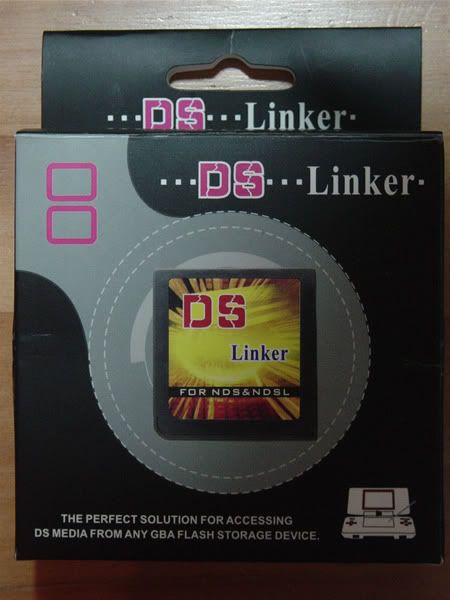 ···DS···Linker·
···DS···Linker·
DS
Linker
FOR NDS&NDSL
THE PERFECT SOLUTION FOR ACCESSING
DS MEDIA FROM ANY GBA FLASH STORAGE DEVICE.